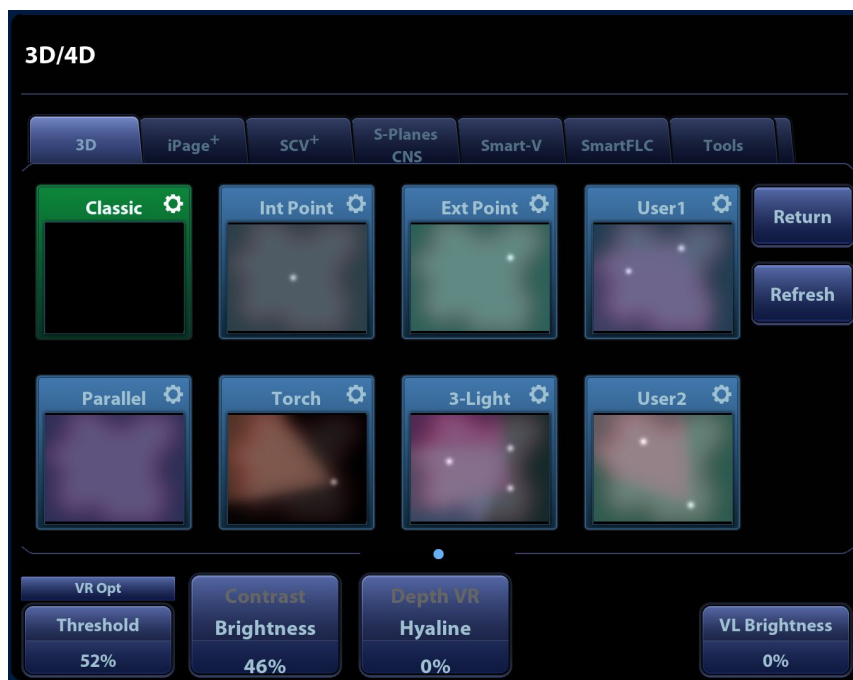 3D/4D
3D
iPage+
SCV+
S-Planes
CNS
Smart-V
SmartFLC
Tools
Classic
Int Point
Ext Point
User1
Return
Refresh
Parallel
Torch
3-Light
User2
VR Opt
Threshold
52%
Contrast
Brightness
46%
Depth VR
Hyaline
0%
VL Brightness
0%